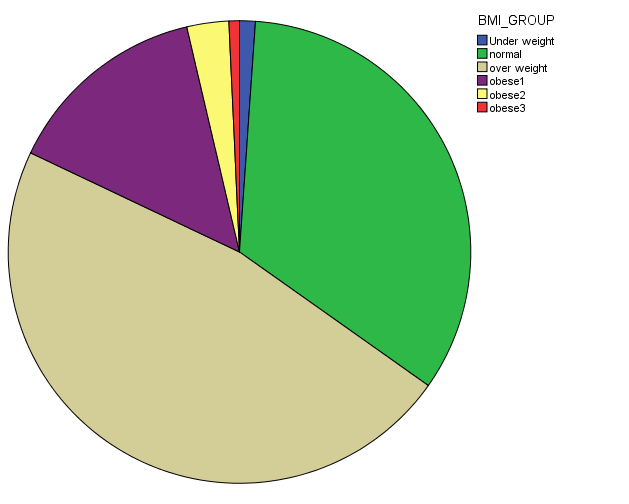 BMI_GROUP
Under weight
normal
over weight
obese1
obese2
obese3